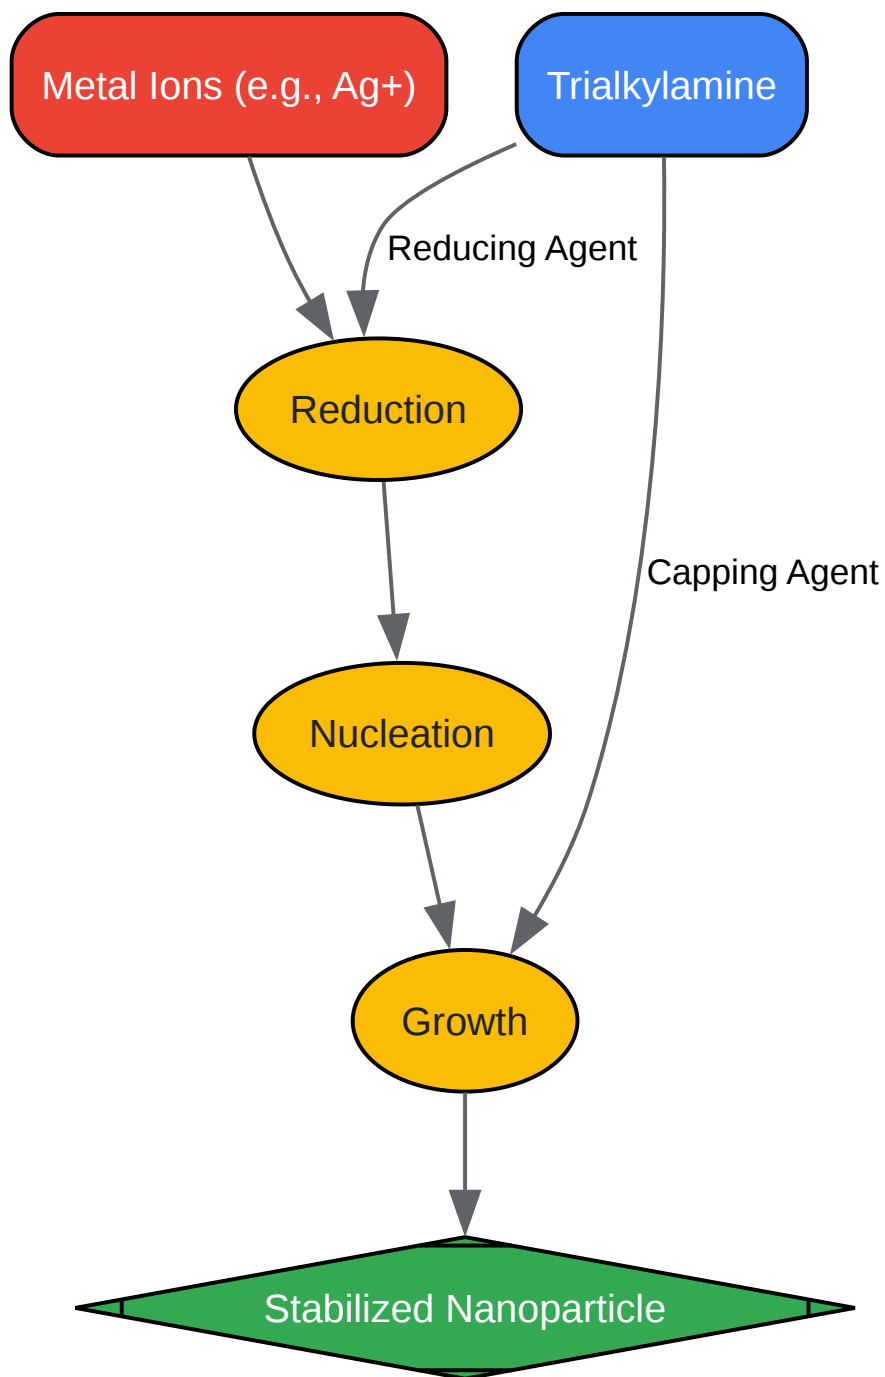 Metal Ions (e.g., Ag+)
Trialkylamine
Reducing Agent
Reduction
Capping Agent
Nucleation
Growth
Stabilized Nanoparticle